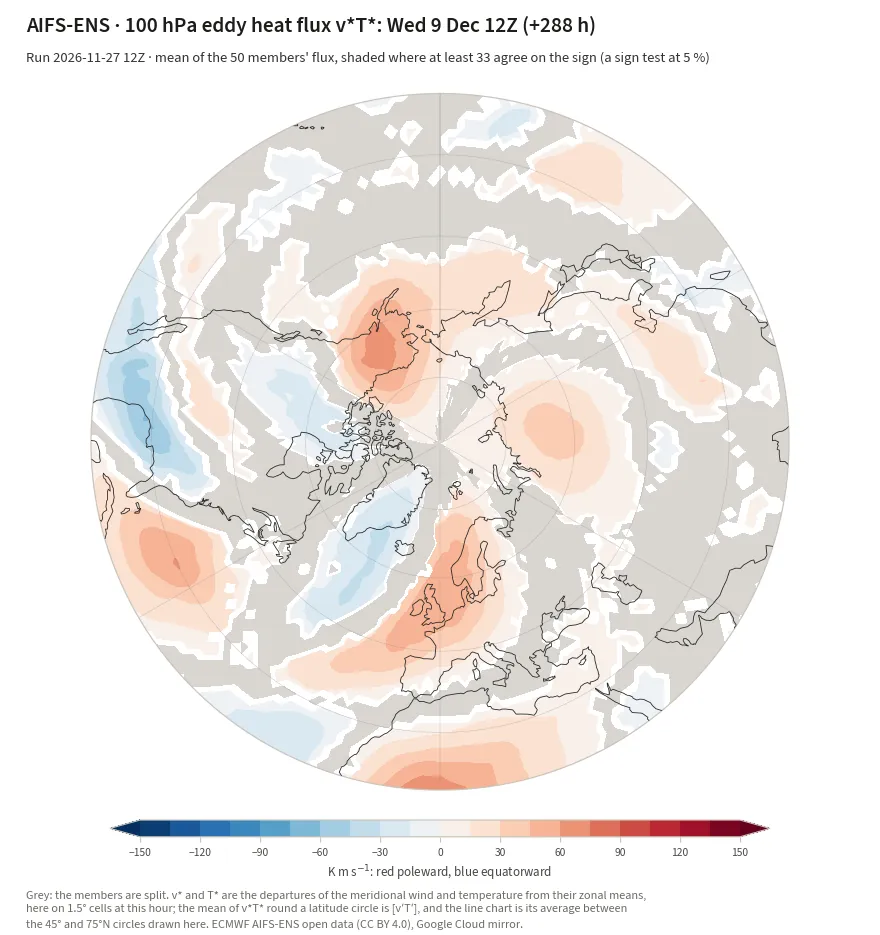 AIFS-ENS · 100 hPa eddy heat flux v*T*: Wed 9 Dec 12Z (+288 h)
Run 2026-11-27 12Z · mean of the 50 members' flux, shaded where at least 33 agree on the sign (a sign test at 5 %)
−150 −120 −90 −60 −30 0 30 60 90 120 150
K m s⁻¹: red poleward, blue equatorward
Grey: the members are split. v* and T* are the departures of the meridional wind and temperature from their zonal means,
here on 1.5° cells at this hour; the mean of v*T* round a latitude circle is [v′T′], and the line chart is its average between
the 45° and 75°N circles drawn here. ECMWF AIFS-ENS open data (CC BY 4.0), Google Cloud mirror.